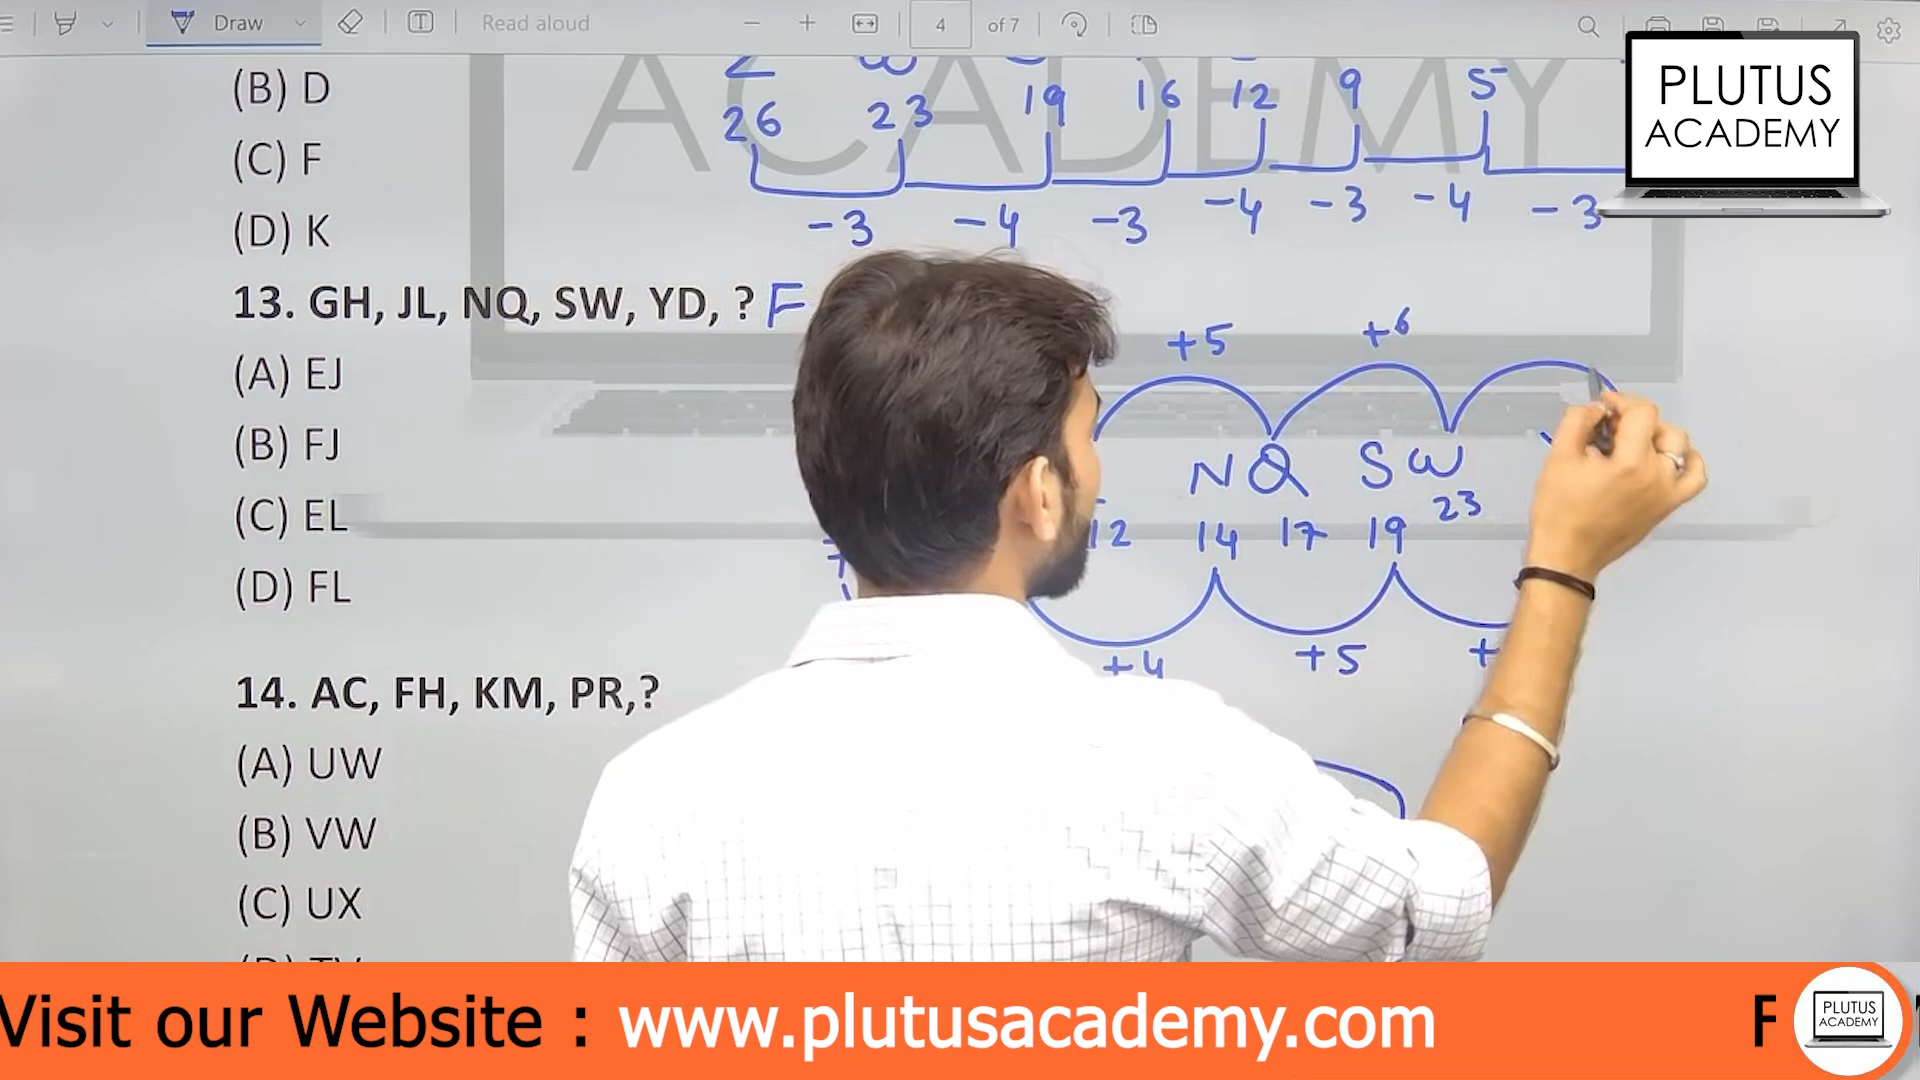 Draw
Read aloud
4 of 7
PLUTUS
ACADEMY
ACADEMY
26 23 19 16 12 9 5
-3 -4 -3 -4 -3 -4 -3
(B) D
(C) F
(D) K
13. GH, JL, NQ, SW, YD, ? F
(A) EJ
(B) FJ
(C) EL
(D) FL
+5 +6
NQ SW
12 14 17 19 23
+4 +5 +
14. AC, FH, KM, PR,?
(A) UW
(B) VW
(C) UX
Visit our Website : www.plutusacademy.com
PLUTUS
ACADEMY